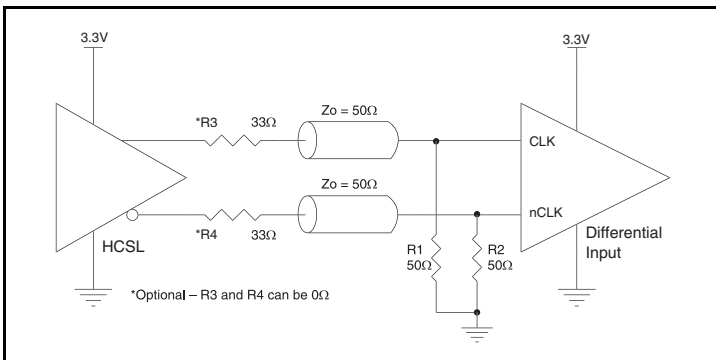 3.3V
3.3V
*R3 33Ω
Zo = 50Ω
CLK
Zo = 50Ω
nCLK
*R4 33Ω
HCSL
R1
50Ω
R2
50Ω
Differential
Input
*Optional – R3 and R4 can be 0Ω